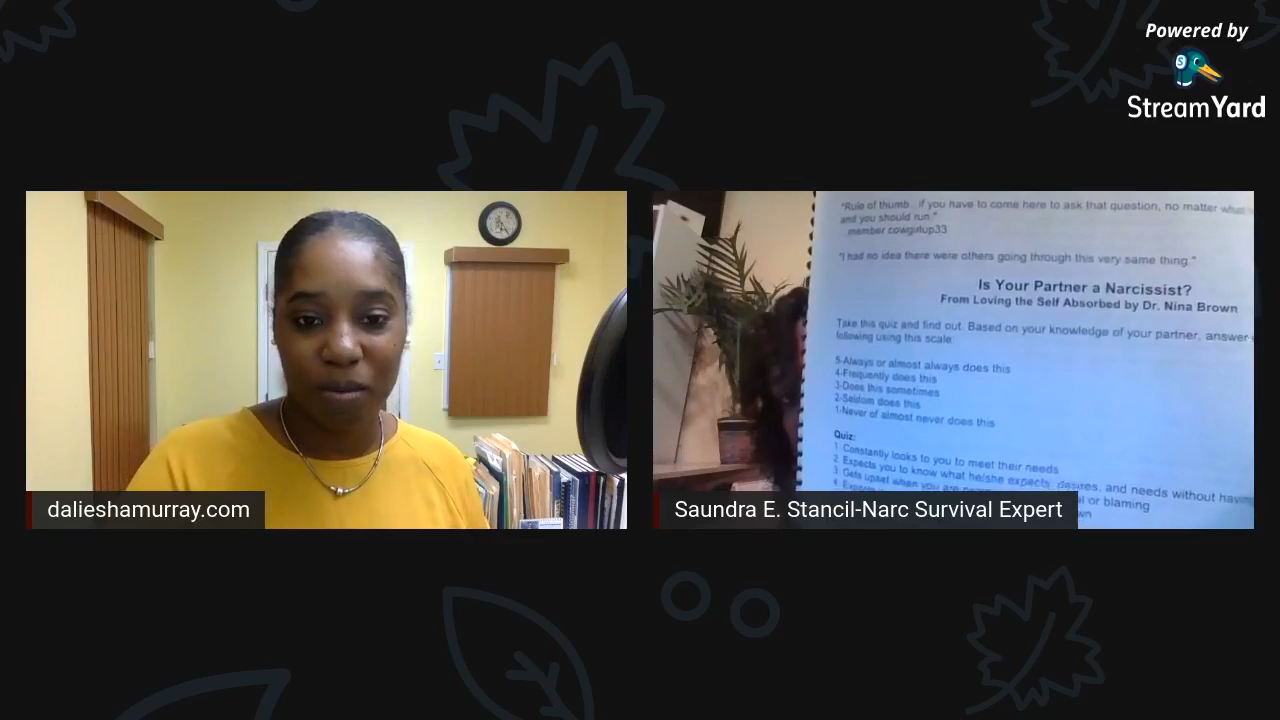 Powered by
StreamYard
"Rule of thumb...if you have to come here to ask that question, no matter what
and you should run."
member cowgirlup33
"I had no idea there were others going through this very same thing."
Is Your Partner a Narcissist?
From Loving the Self Absorbed by Dr. Nina Brown
Take this quiz and find out. Based on your knowledge of your partner, answer
following using this scale:
5-Always or almost always does this
4-Frequently does this
3-Does this sometimes
2-Seldom does this
1-Never of almost never does this
Quiz:
1. Constantly looks to you to meet their needs
2. Expects you to know what he/she expects, desires, and needs without having
3. Gets upset when you are
or blaming
4.
dalieshamurray.com
Saundra E. Stancil-Narc Survival Expert